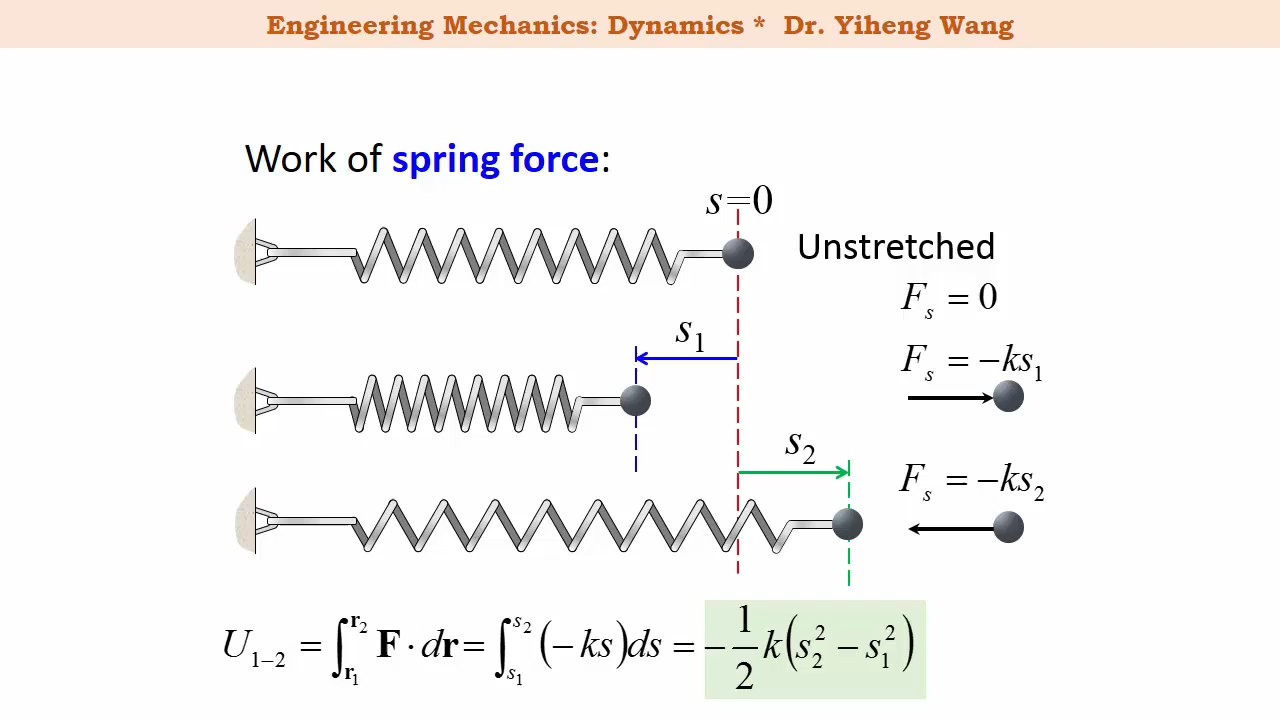 Engineering Mechanics: Dynamics * Dr. Yiheng Wang
Work of spring force:
s=0
Unstretched
F_s = 0
s_1
F_s = −ks_1
s_2
F_s = −ks_2
U_{1−2} = ∫_{r_1}^{r_2} F · dr = ∫_{s_1}^{s_2} (−ks)ds = −\frac{1}{2}k(s_2^2 − s_1^2)